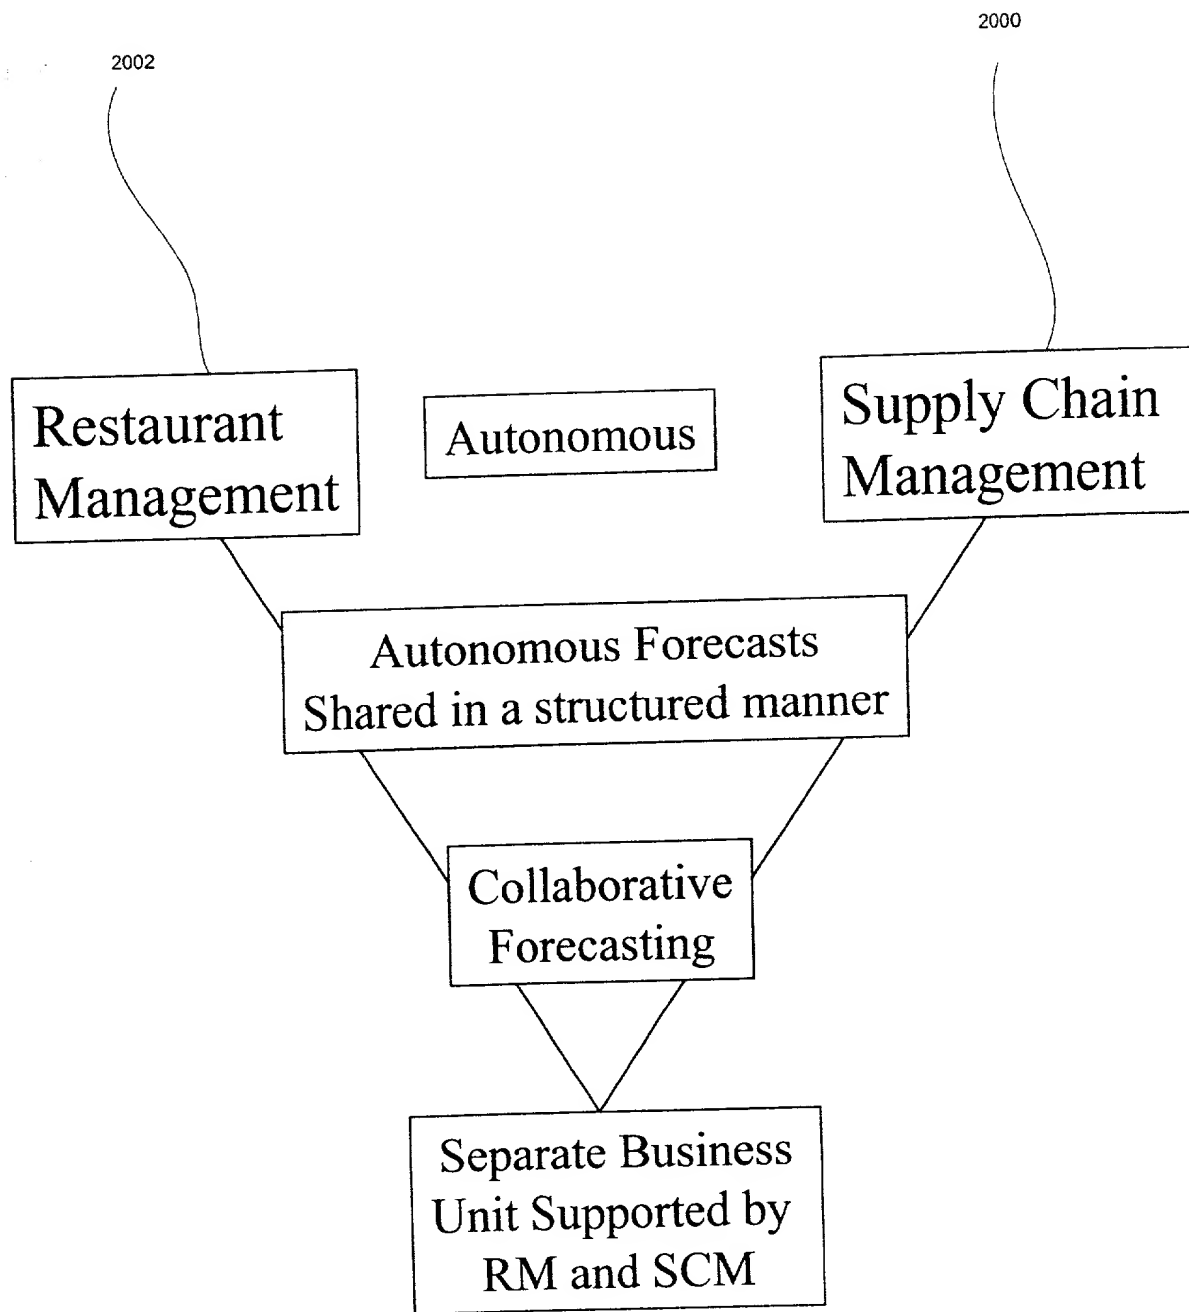 2002
2000
Restaurant
Management
Autonomous
Supply Chain
Management
Autonomous Forecasts
Shared in a structured manner
Collaborative
Forecasting
Separate Business
Unit Supported by
RM and SCM